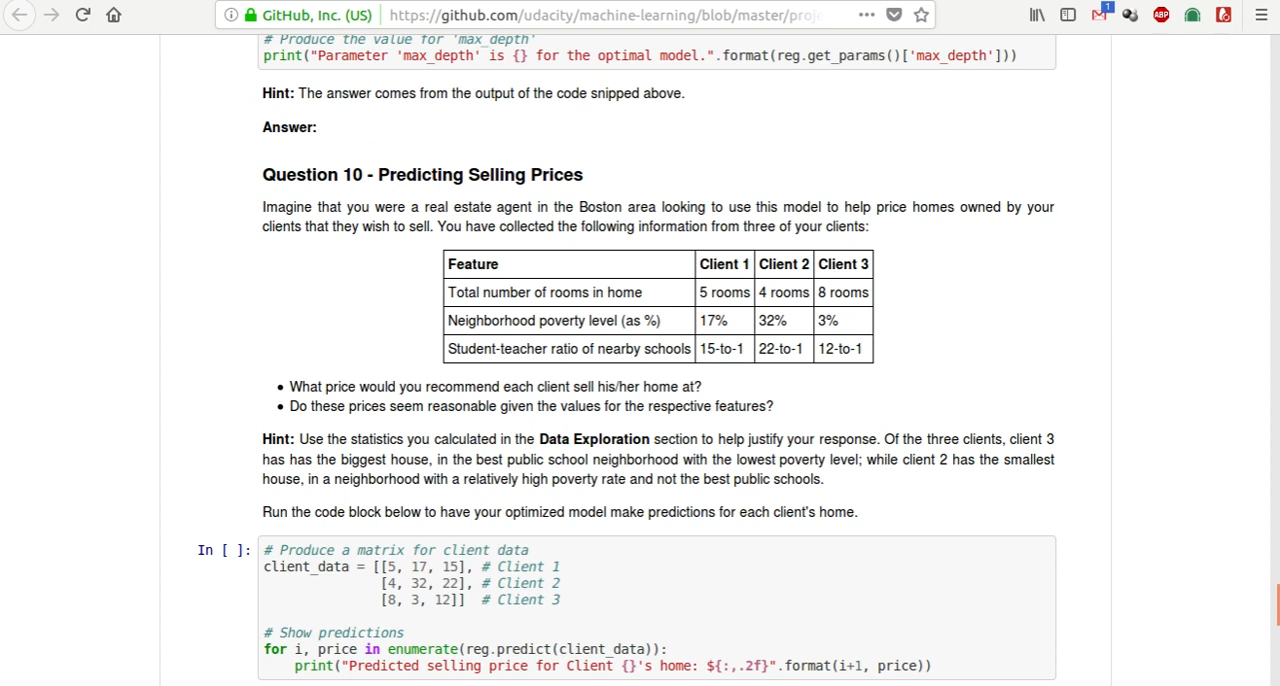 GitHub, Inc. (US) https://github.com/udacity/machine-learning/blob/master/proje
1
ABP
# Produce the value for 'max_depth'
print("Parameter 'max_depth' is {} for the optimal model.".format(reg.get_params()['max_depth']))
Hint: The answer comes from the output of the code snipped above.
Answer:
Question 10 - Predicting Selling Prices
Imagine that you were a real estate agent in the Boston area looking to use this model to help price homes owned by your
clients that they wish to sell. You have collected the following information from three of your clients:
Feature Client 1 Client 2 Client 3
Total number of rooms in home 5 rooms 4 rooms 8 rooms
Neighborhood poverty level (as %) 17% 32% 3%
Student-teacher ratio of nearby schools 15-to-1 22-to-1 12-to-1
• What price would you recommend each client sell his/her home at?
• Do these prices seem reasonable given the values for the respective features?
Hint: Use the statistics you calculated in the Data Exploration section to help justify your response. Of the three clients, client 3
has has the biggest house, in the best public school neighborhood with the lowest poverty level; while client 2 has the smallest
house, in a neighborhood with a relatively high poverty rate and not the best public schools.
Run the code block below to have your optimized model make predictions for each client's home.
In [ ]: # Produce a matrix for client data
client_data = [[5, 17, 15], # Client 1
[4, 32, 22], # Client 2
[8, 3, 12]] # Client 3
# Show predictions
for i, price in enumerate(reg.predict(client_data)):
print("Predicted selling price for Client {}'s home: ${:,.2f}".format(i+1, price))